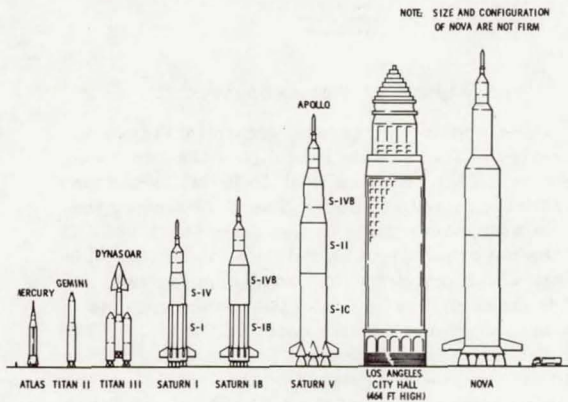 NOTE: SIZE AND CONFIGURATION
OF NOVA ARE NOT FIRM
APOLLO
S-IVB
S-II
S-IC
DYNASOAR
MERCURY
GEMINI
S-IV
S-I
S-IVB
S-IB
ATLAS
TITAN II
TITAN III
SATURN I
SATURN IB
SATURN V
LOS ANGELES
CITY HALL
(464 FT HIGH)
NOVA